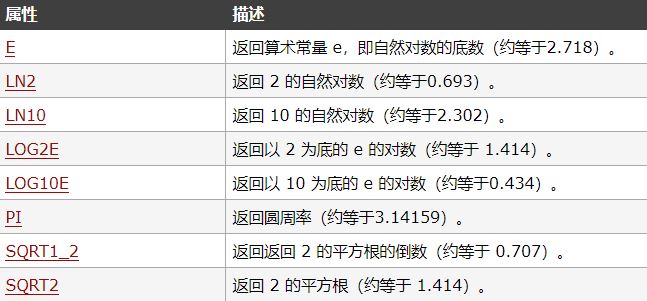 属性 描述
E 返回算术常量 e，即自然对数的底数（约等于2.718）。
LN2 返回 2 的自然对数（约等于0.693）。
LN10 返回 10 的自然对数（约等于2.302）。
LOG2E 返回以 2 为底的 e 的对数（约等于 1.414）。
LOG10E 返回以 10 为底的 e 的对数（约等于0.434）。
PI 返回圆周率（约等于3.14159）。
SQRT1_2 返回返回 2 的平方根的倒数（约等于 0.707）。
SQRT2 返回 2 的平方根（约等于 1.414）。